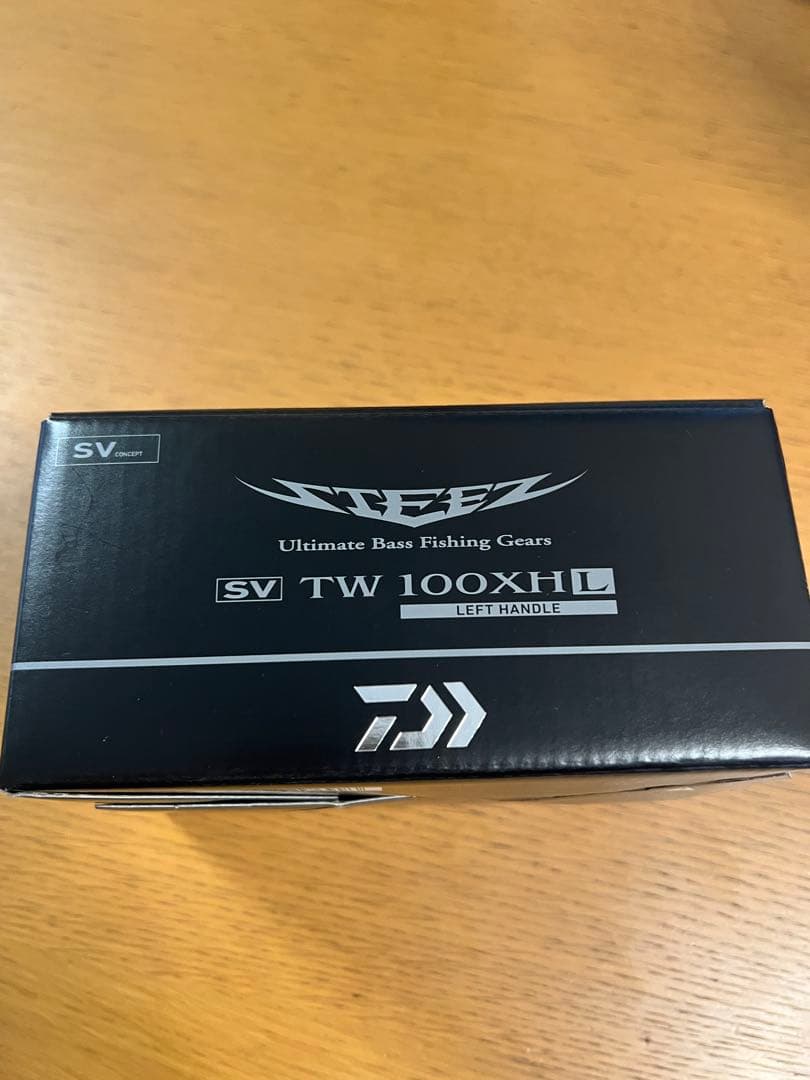 SV CONCEPT
STEEZ
Ultimate Bass Fishing Gears
SV TW 100XHL
LEFT HANDLE